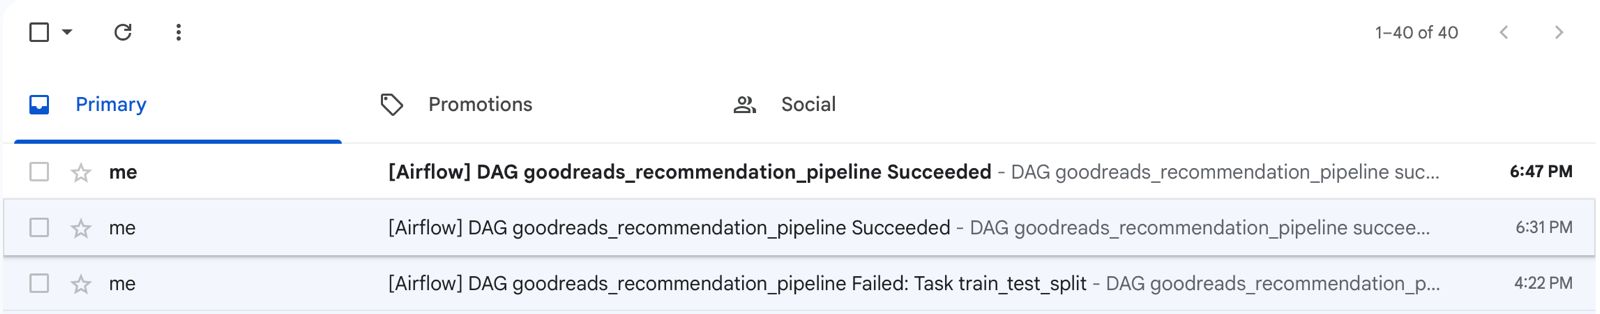 1–40 of 40
Primary Promotions Social
me [Airflow] DAG goodreads_recommendation_pipeline Succeeded - DAG goodreads_recommendation_pipeline suc... 6:47 PM
me [Airflow] DAG goodreads_recommendation_pipeline Succeeded - DAG goodreads_recommendation_pipeline succee... 6:31 PM
me [Airflow] DAG goodreads_recommendation_pipeline Failed: Task train_test_split - DAG goodreads_recommendation_p... 4:22 PM